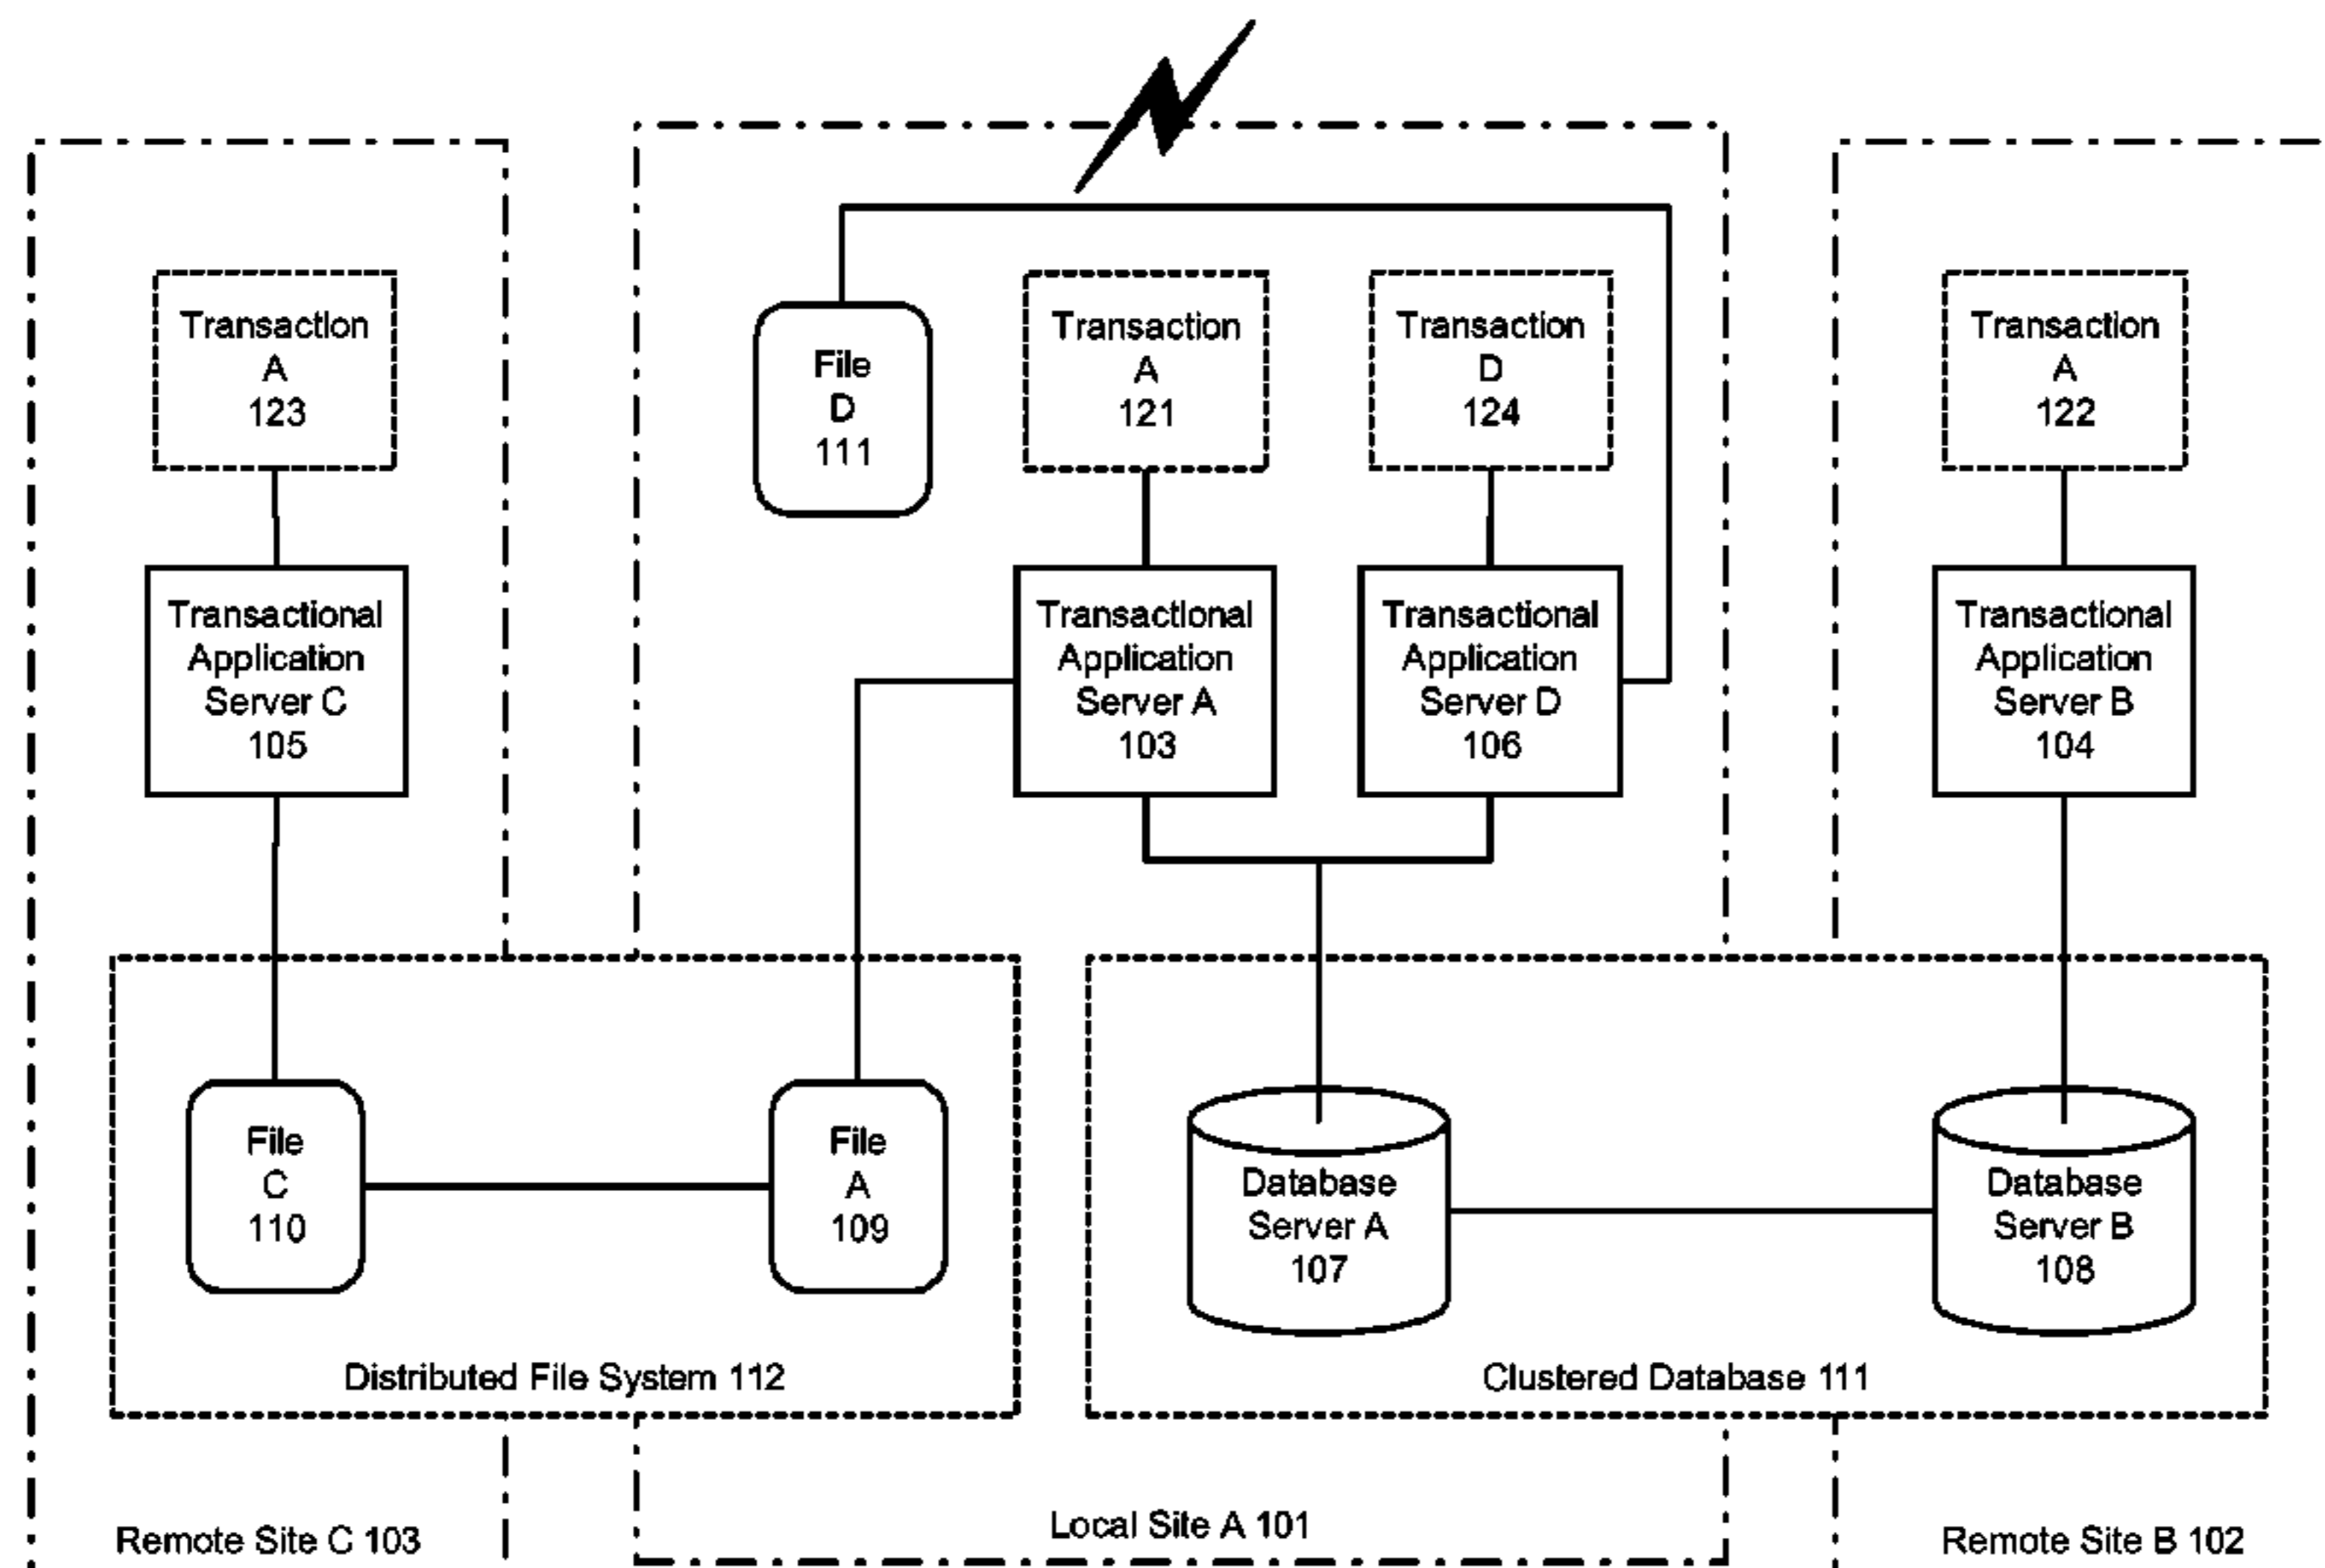 Transaction
A
123
File
D
111
Transaction
A
121
Transaction
D
124
Transaction
A
122
Transactional
Application
Server C
105
Transactional
Application
Server A
103
Transactional
Application
Server D
106
Transactional
Application
Server B
104
File
C
110
File
A
109
Database
Server A
107
Database
Server B
108
Distributed File System 112
Clustered Database 111
Remote Site C 103
Local Site A 101
Remote Site B 102